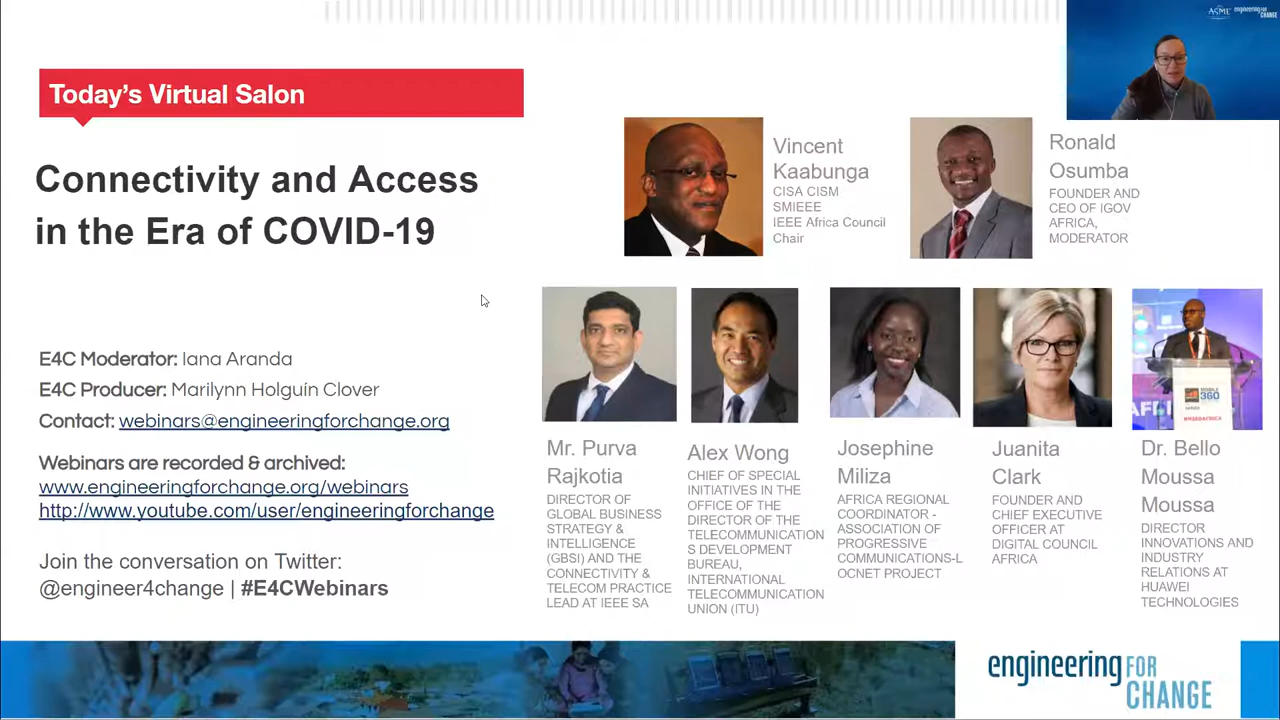 Today's Virtual Salon
Connectivity and Access
in the Era of COVID-19
E4C Moderator: Iana Aranda
E4C Producer: Marilynn Holguín Clover
Contact: webinars@engineeringforchange.org
Webinars are recorded & archived:
www.engineeringforchange.org/webinars
http://www.youtube.com/user/engineeringforchange
Join the conversation on Twitter:
@engineer4change | #E4CWebinars
Vincent
Kaabunga
CISA CISM
SMIEEE
IEEE Africa Council
Chair
Ronald
Osumba
FOUNDER AND
CEO OF IGOV
AFRICA,
MODERATOR
ASME engineering FOR
CHANGE
Mr. Purva
Rajkotia
DIRECTOR OF
GLOBAL BUSINESS
STRATEGY &
INTELLIGENCE
(GBSI) AND THE
CONNECTIVITY &
TELECOM PRACTICE
LEAD AT IEEE SA
Alex Wong
CHIEF OF SPECIAL
INITIATIVES IN THE
OFFICE OF THE
DIRECTOR OF THE
TELECOMMUNICATION
S DEVELOPMENT
BUREAU,
INTERNATIONAL
TELECOMMUNICATION
UNION (ITU)
Josephine
Miliza
AFRICA REGIONAL
COORDINATOR -
ASSOCIATION OF
PROGRESSIVE
COMMUNICATIONS-L
OCNET PROJECT
Juanita
Clark
FOUNDER AND
CHIEF EXECUTIVE
OFFICER AT
DIGITAL COUNCIL
AFRICA
MOBILE
360
Dr. Bello
Moussa
Moussa
DIRECTOR
INNOVATIONS AND
INDUSTRY
RELATIONS AT
HUAWEI
TECHNOLOGIES
engineering FOR
CHANGE